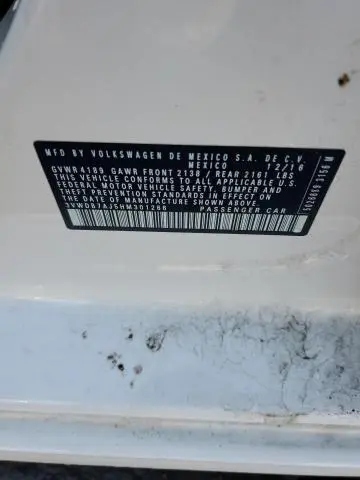 MFD BY VOLKSWAGEN DE MEXICO S.A. DE C.V.
MEXICO 12/16
GVWR 4189 GAWR FRONT 2138 / REAR 2161 LBS
THIS VEHICLE CONFORMS TO ALL APPLICABLE U.S.
FEDERAL MOTOR VEHICLE SAFETY, BUMPER AND
THEFT PREVENTION STANDARDS IN EFFECT ON
THE DATE OF MANUFACTURE SHOWN ABOVE.
3VWDB7AJ5HM301268 PASSENGER CAR